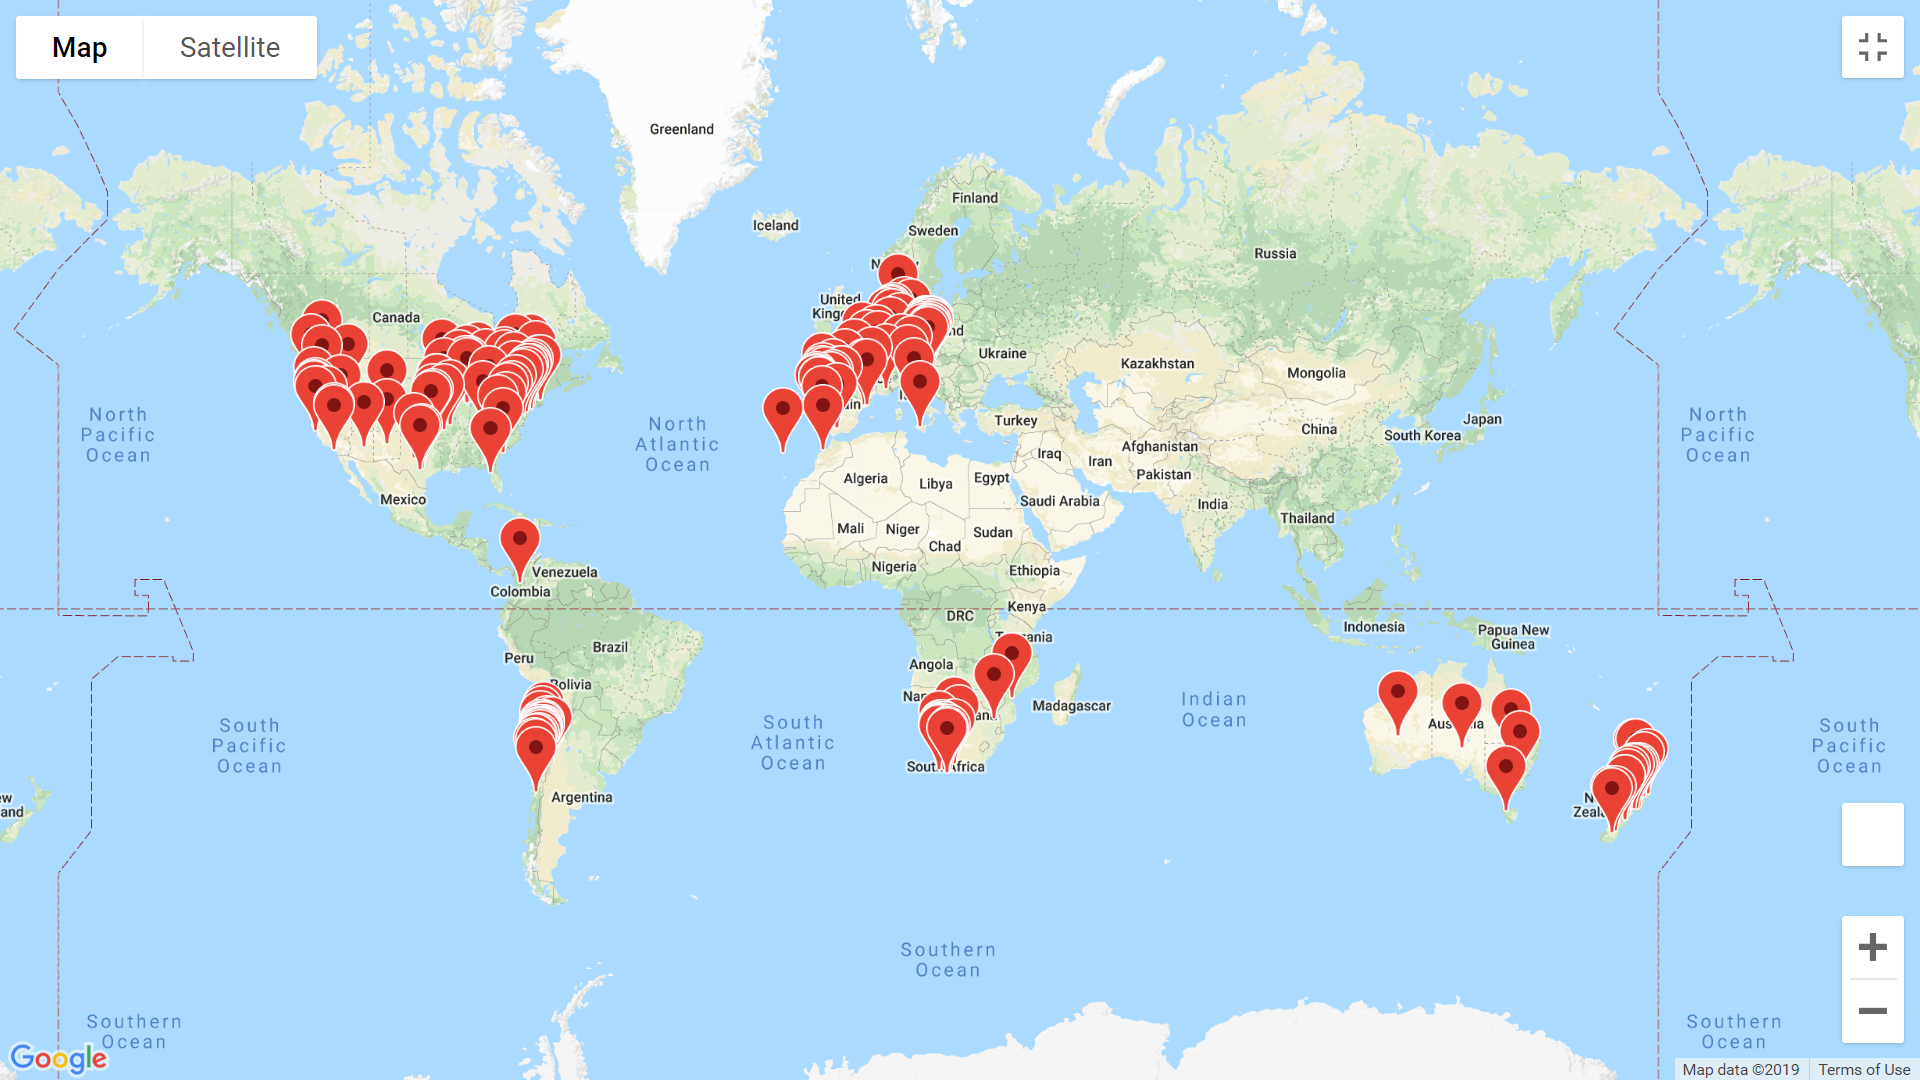 Map
Satellite
Greenland
Finland
Iceland
Sweden
Russia
United
Canada
Ukraine
Kazakhstan
Mongolia
North
Pacific
Ocean
North
Atlantic
Ocean
Turkey
Japan
China
South Korea
North
Pacific
Ocean
Afghanistan
Iraq
Iran
Pakistan
Algeria
Libya
Egypt
Mexico
Saudi Arabia
India
Thailand
Mali
Niger
Sudan
Chad
Venezuela
Nigeria
Ethiopia
Colombia
Kenya
DRC
Indonesia
Papua New
Guinea
Brazil
Peru
Angola
Bolivia
Madagascar
Indian
Ocean
South
Pacific
Ocean
South
Atlantic
Ocean
South
Pacific
Ocean
Argentina
Southern
Ocean
Southern
Ocean
Southern
Ocean
Google
Map data ©2019
Terms of Use